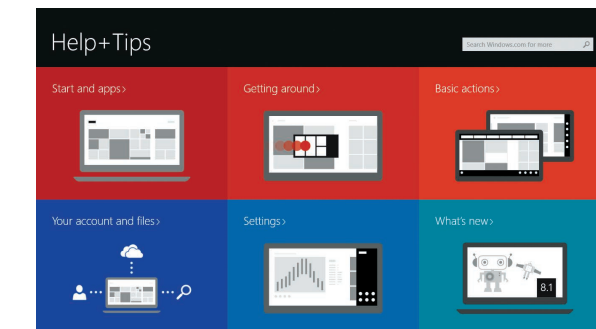 Help+Tips
Search Windows.com for more
Start and apps>
Getting around>
Basic actions>
Your account and files>
Settings>
What's new>
8.1